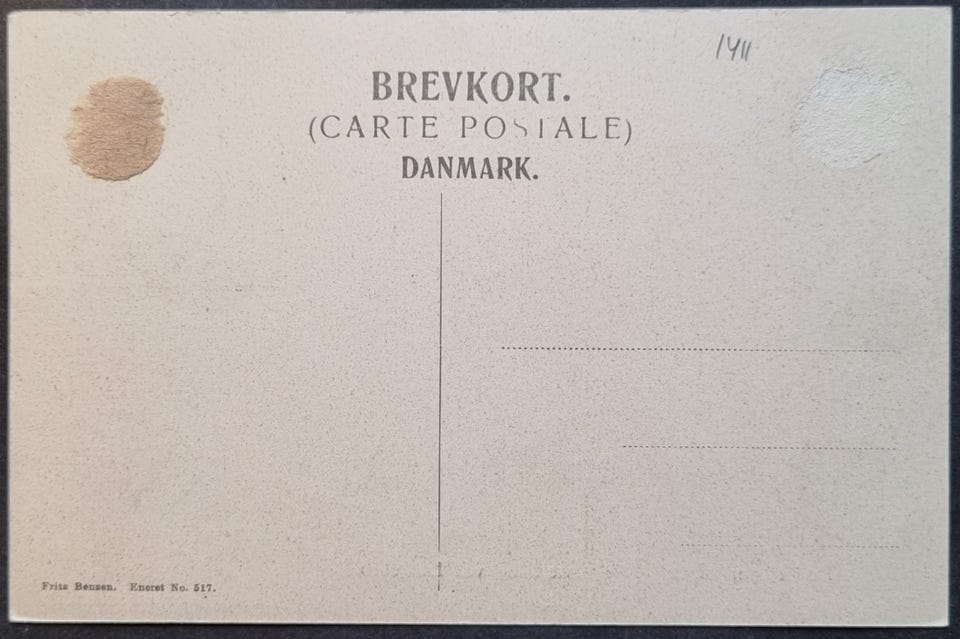 1411
BREVKORT.
(CARTE POSTALE)
DANMARK.
Fritz Benzen. Eneret No. 517.